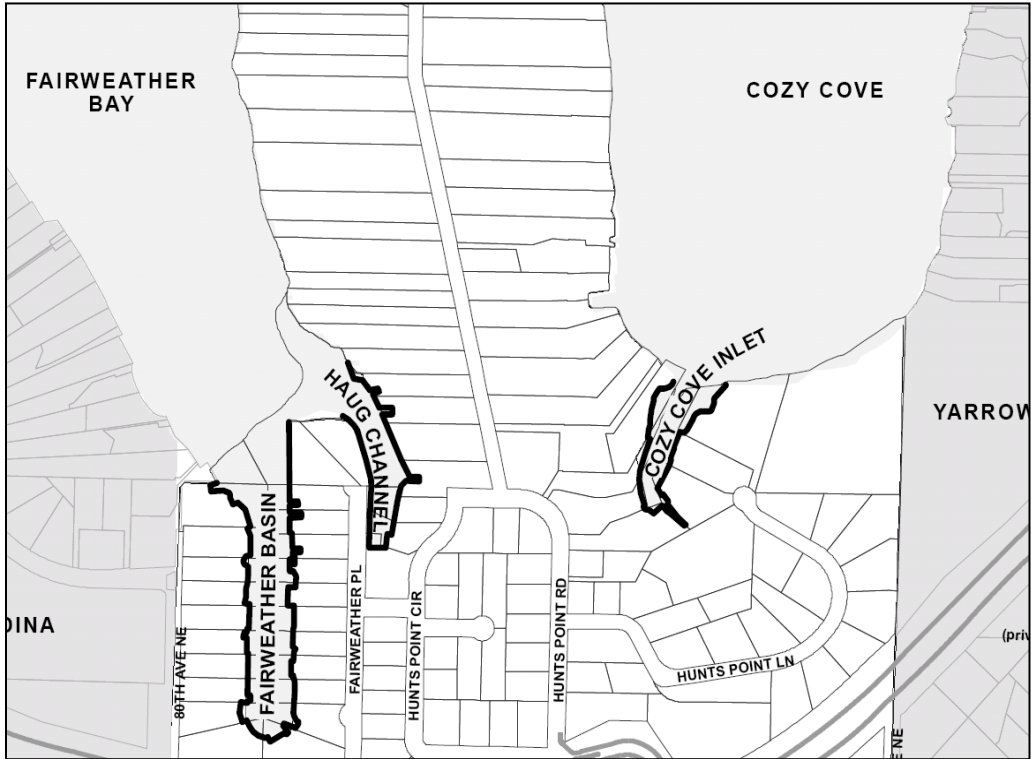 FAIRWEATHER
BAY
COZY COVE
HAUG CHANNEL
COZY COVE INLET
YARROW
FAIRWEATHER BASIN
DINA
80TH AVE NE
FAIRWEATHER PL
HUNTS POINT CIR
HUNTS POINT RD
HUNTS POINT LN
(priv
E NE